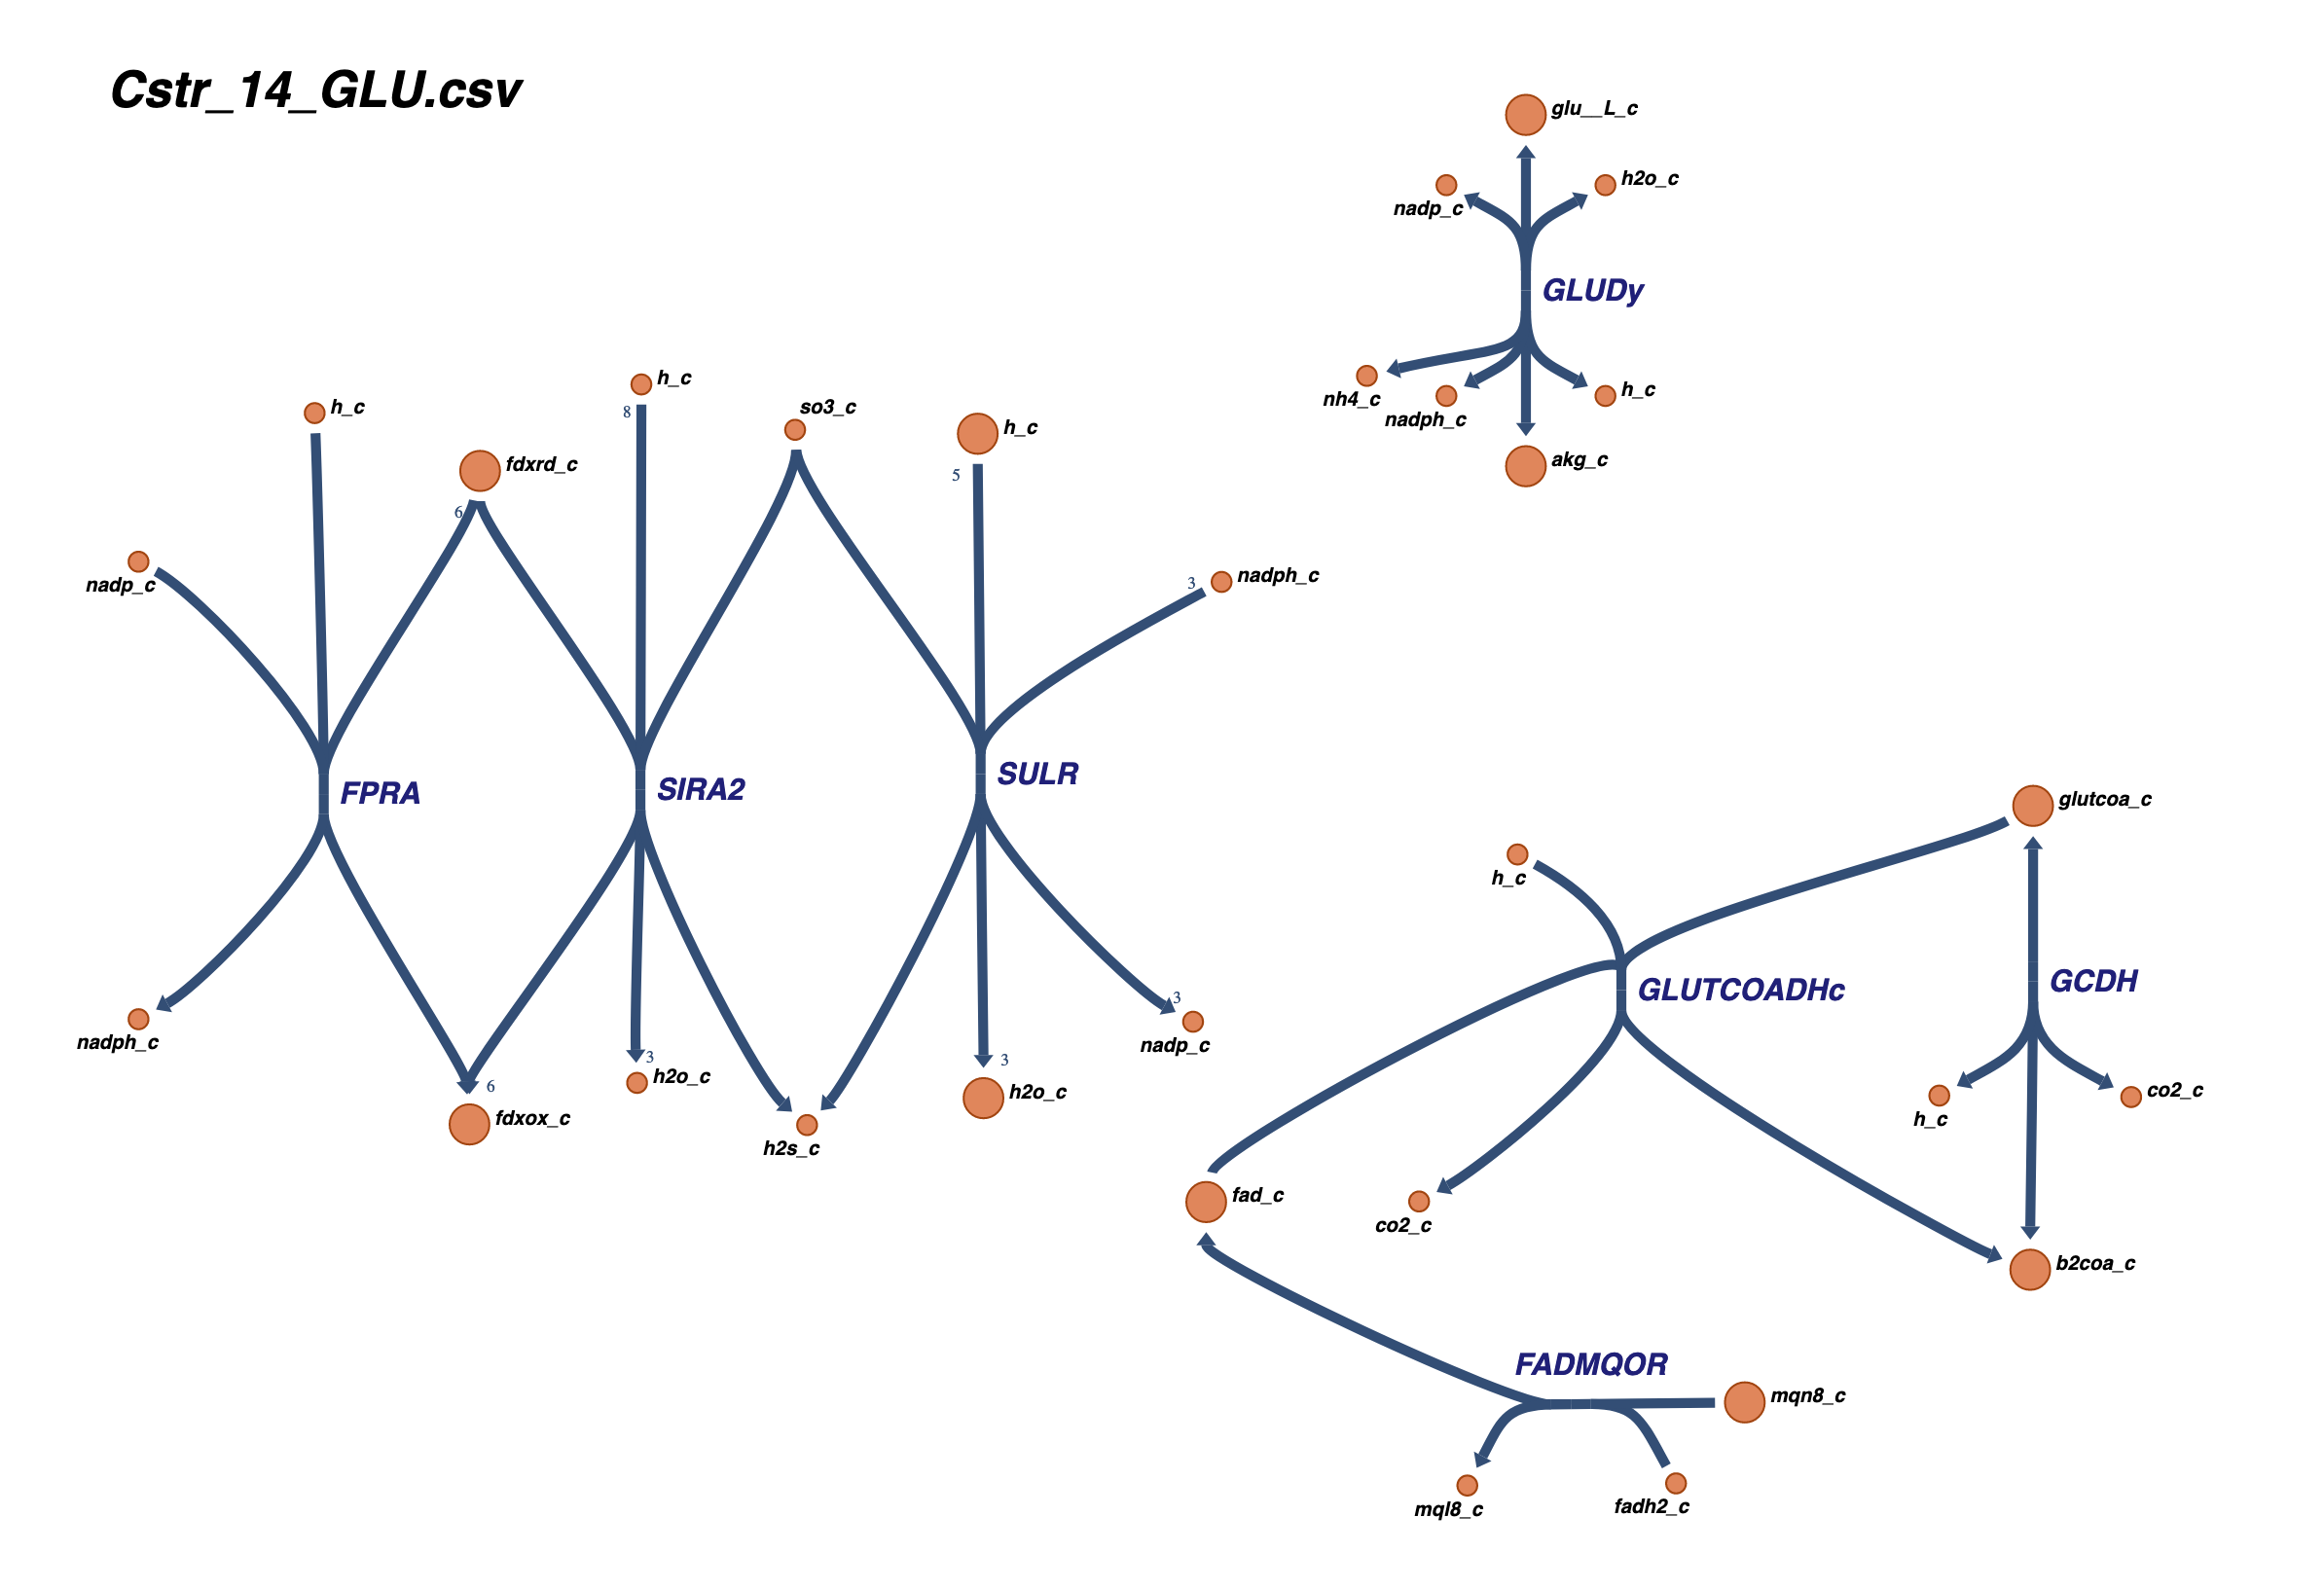 Cstr_14_GLU.csv
glu__L_c
nadp_c
h2o_c
GLUDy
nh4_c
nadph_c
h_c
akg_c
h_c
nadp_c
fdxrd_c
6
h_c
8
so3_c
h_c
5
3
nadph_c
FPRA
SIRA2
SULR
nadph_c
6
fdxox_c
3
h2o_c
h2s_c
3
h2o_c
3
nadp_c
glutcoa_c
h_c
GLUTCOADHc
GCDH
h_c
co2_c
fad_c
co2_c
b2coa_c
FADMQOR
mqn8_c
mql8_c
fadh2_c